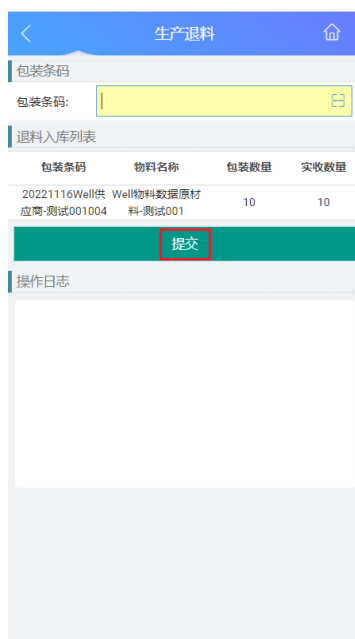 生产退料
包装条码
包装条码:
退料入库列表
包装条码 物料名称 包装数量 实收数量
20221116Well供 Well物料数据原材
应商-测试001004 料-测试001 10 10
提交
操作日志